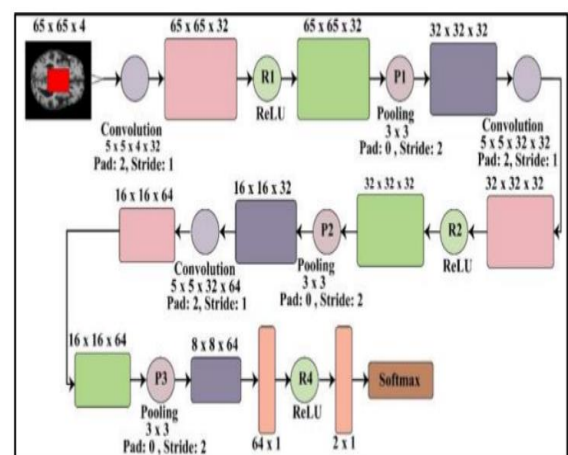 65 x 65 x 4
65 x 65 x 32
65 x 65 x 32
32 x 32 x 32
R1
P1
ReLU
Convolution
5 x 5 x 4 x 32
Pad: 2, Stride: 1
Pooling
3 x 3
Pad: 0 , Stride: 2
Convolution
5 x 5 x 32 x 32
Pad: 2, Stride: 1
16 x 16 x 64
16 x 16 x 32
32 x 32 x 32
32 x 32 x 32
P2
R2
Convolution
5 x 5 x 32 x 64
Pad: 2, Stride: 1
Pooling
3 x 3
Pad: 0 , Stride: 2
ReLU
16 x 16 x 64
8 x 8 x 64
P3
R4
Softmax
Pooling
3 x 3
Pad: 0 , Stride: 2
64 x 1
ReLU
2 x 1